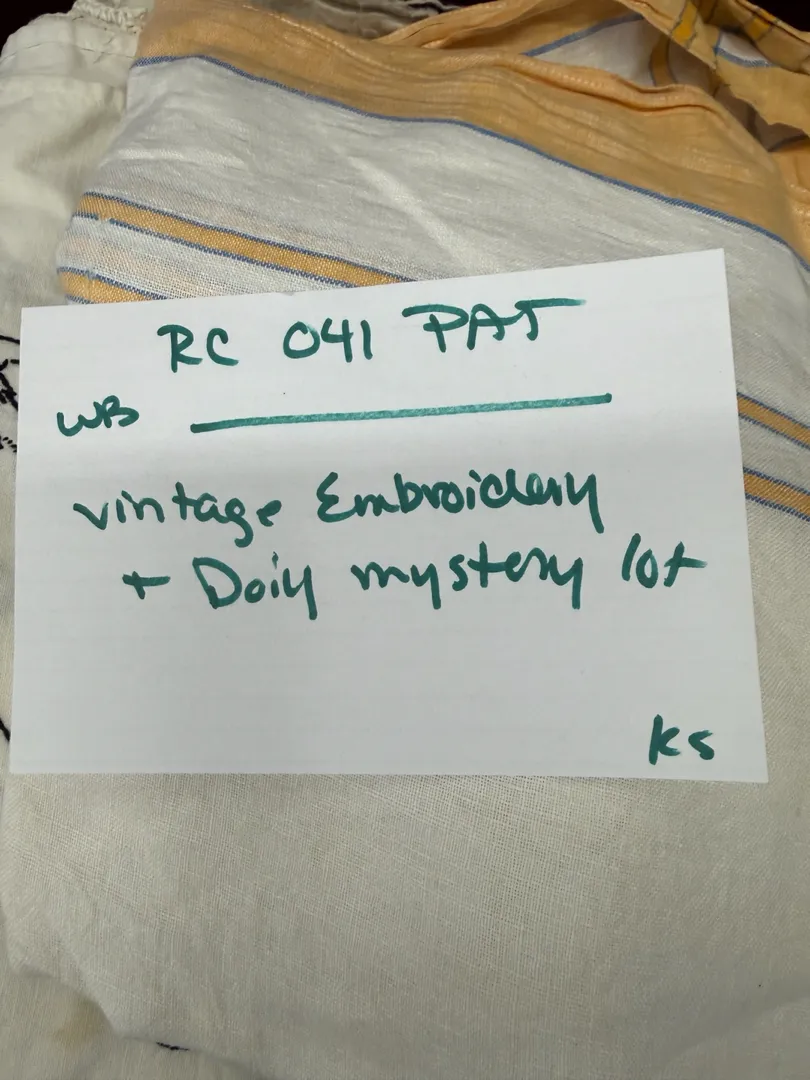 RC 041 PAT
WB
vintage Embroidery
+ Doily mystery lot
KS